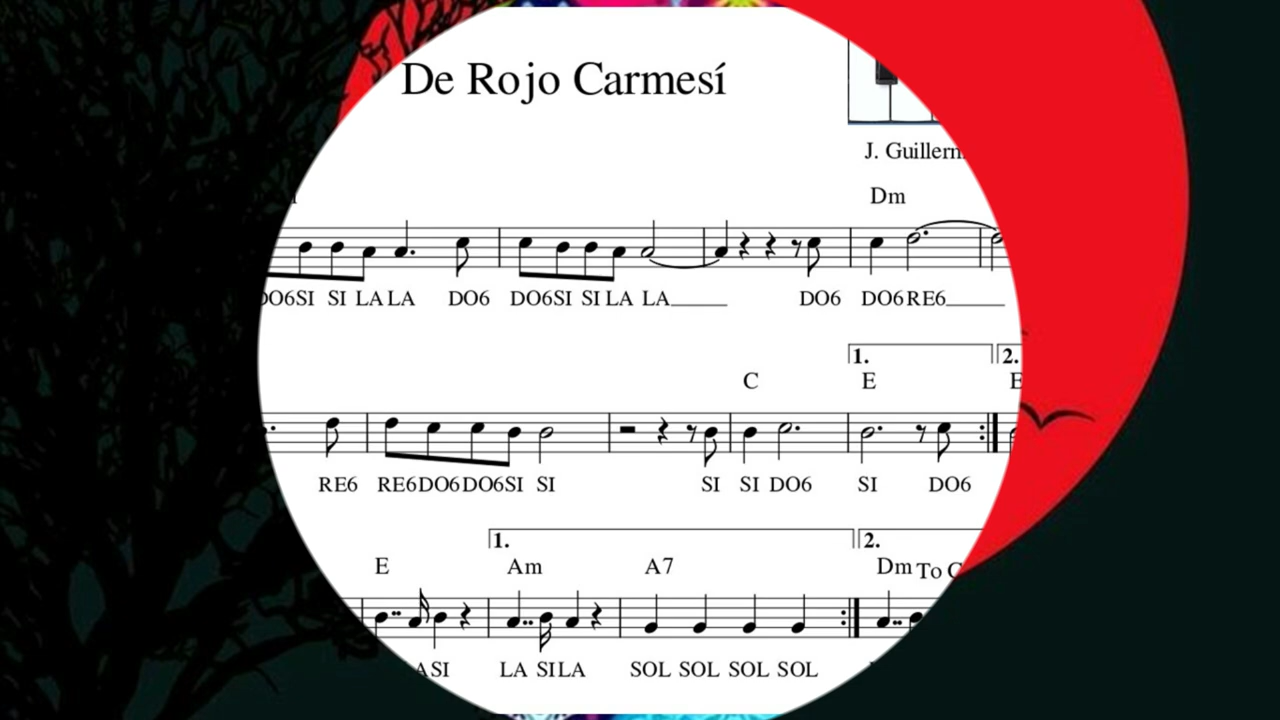 De Rojo Carmesí
J. Guillerm
Dm
DO6SI SI LA LA DO6 DO6SI SI LA LA DO6 DO6 RE6
1. 2.
C E E
RE6 RE6DO6DO6SI SI SI SI DO6 SI DO6
1. 2.
E Am A7 Dm To C
ASI LA SILA SOL SOL SOL SOL